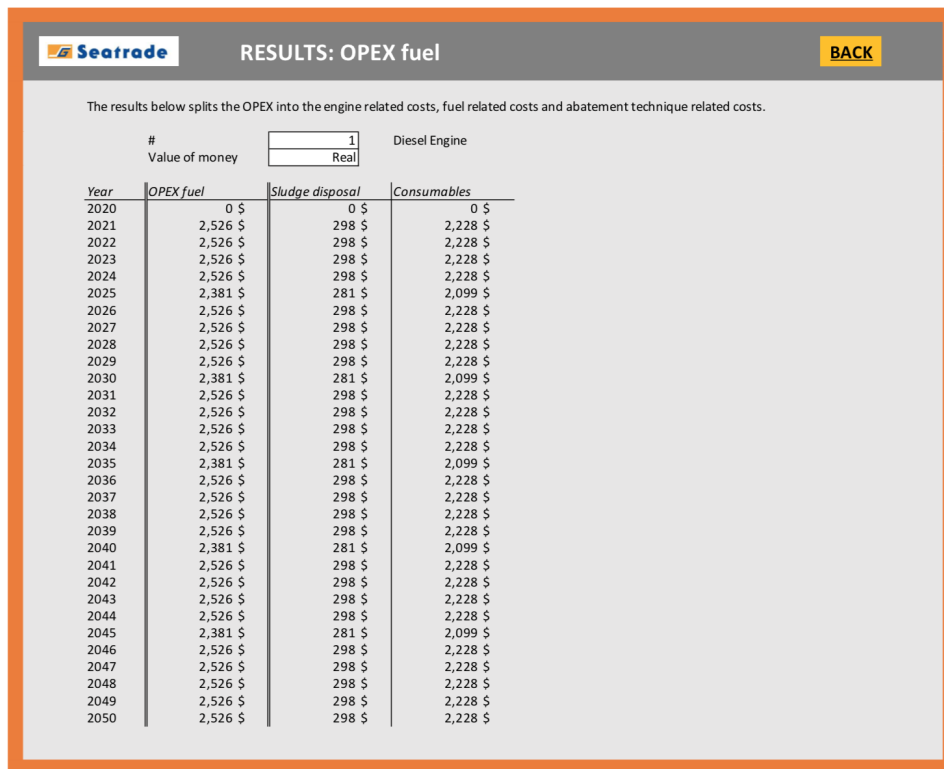 Seatrade RESULTS: OPEX fuel BACK
The results below splits the OPEX into the engine related costs, fuel related costs and abatement technique related costs.
# 1 Diesel Engine
Value of money Real
Year OPEX fuel Sludge disposal Consumables
2020 0 $ 0 $ 0 $
2021 2,526 $ 298 $ 2,228 $
2022 2,526 $ 298 $ 2,228 $
2023 2,526 $ 298 $ 2,228 $
2024 2,526 $ 298 $ 2,228 $
2025 2,381 $ 281 $ 2,099 $
2026 2,526 $ 298 $ 2,228 $
2027 2,526 $ 298 $ 2,228 $
2028 2,526 $ 298 $ 2,228 $
2029 2,526 $ 298 $ 2,228 $
2030 2,381 $ 281 $ 2,099 $
2031 2,526 $ 298 $ 2,228 $
2032 2,526 $ 298 $ 2,228 $
2033 2,526 $ 298 $ 2,228 $
2034 2,526 $ 298 $ 2,228 $
2035 2,381 $ 281 $ 2,099 $
2036 2,526 $ 298 $ 2,228 $
2037 2,526 $ 298 $ 2,228 $
2038 2,526 $ 298 $ 2,228 $
2039 2,526 $ 298 $ 2,228 $
2040 2,381 $ 281 $ 2,099 $
2041 2,526 $ 298 $ 2,228 $
2042 2,526 $ 298 $ 2,228 $
2043 2,526 $ 298 $ 2,228 $
2044 2,526 $ 298 $ 2,228 $
2045 2,381 $ 281 $ 2,099 $
2046 2,526 $ 298 $ 2,228 $
2047 2,526 $ 298 $ 2,228 $
2048 2,526 $ 298 $ 2,228 $
2049 2,526 $ 298 $ 2,228 $
2050 2,526 $ 298 $ 2,228 $